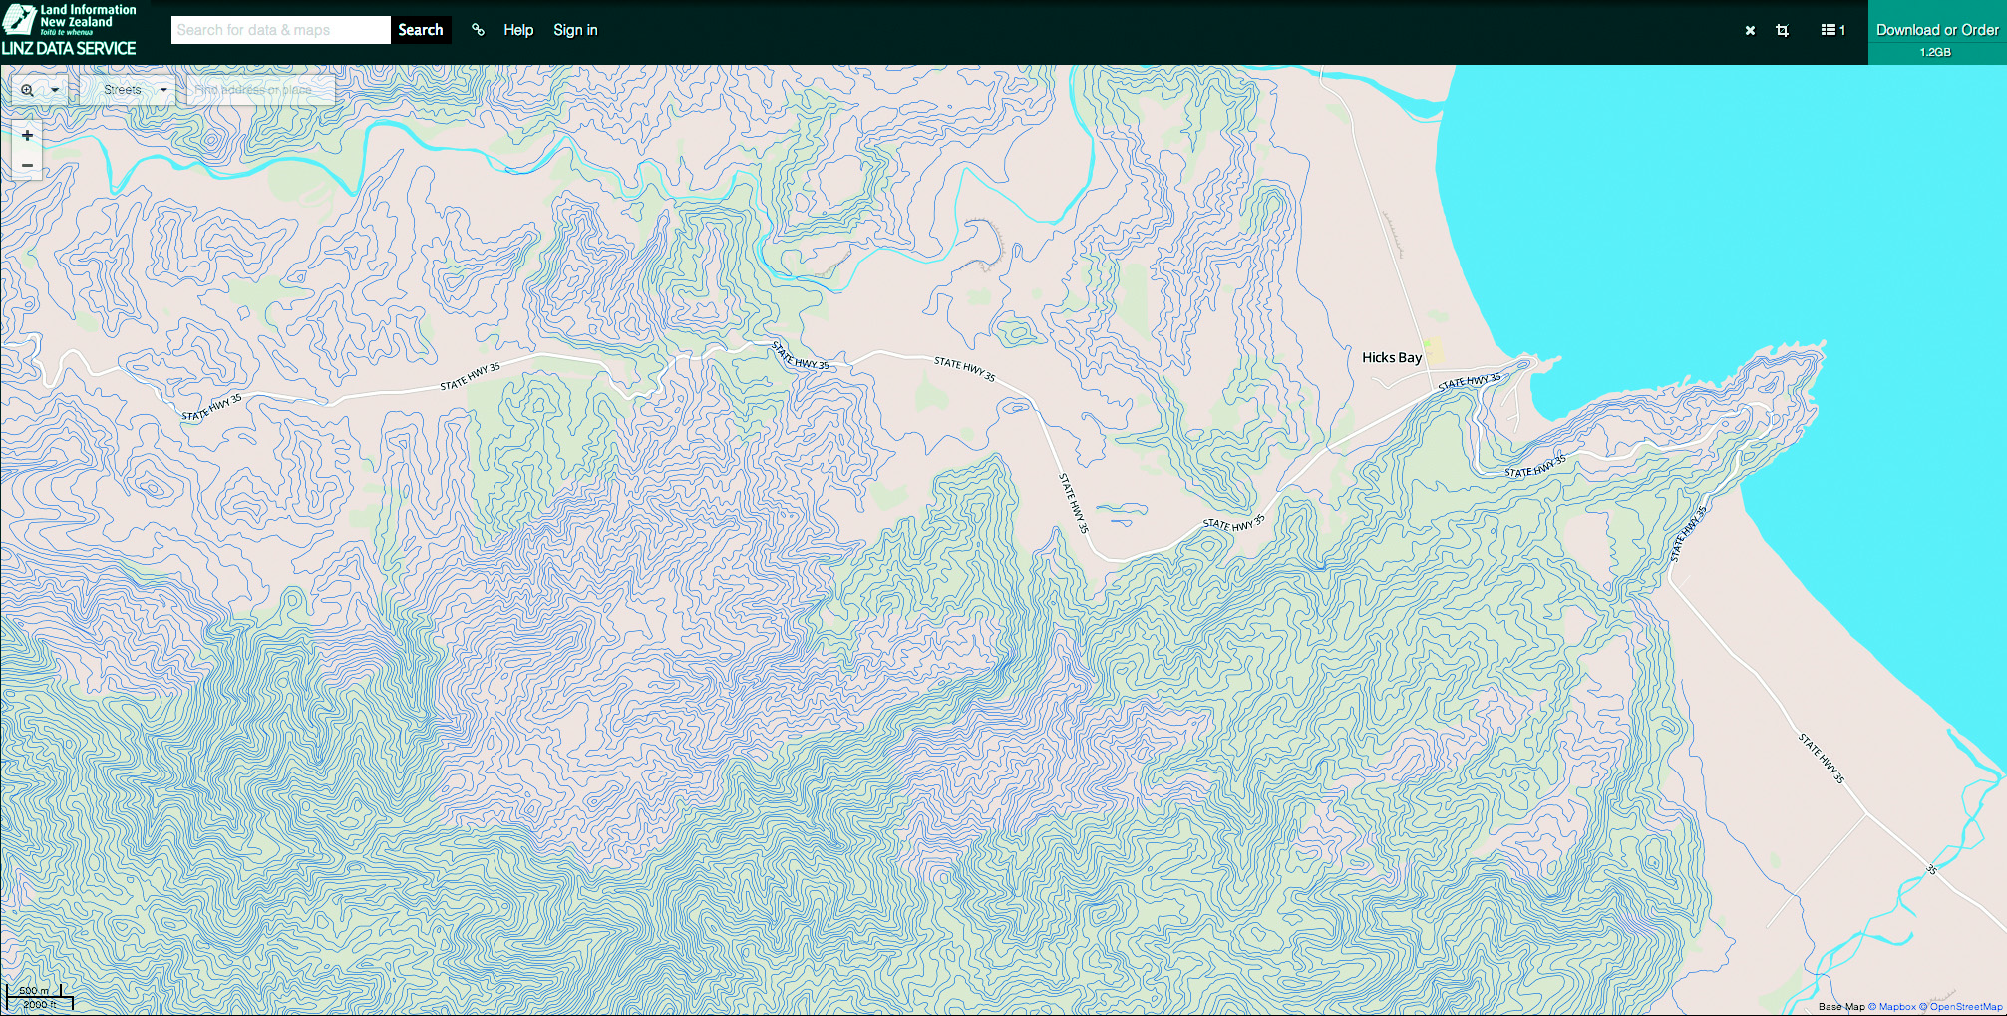 Land Information
New Zealand
Toitū te whenua
LINZ DATA SERVICE
Search for data & maps
Search
Help
Sign in
1
Download or Order
1.2GB
Streets
Find address or place
STATE HWY 35
STATE HWY 35
STATE HWY 35
STATE HWY 35
Hicks Bay
STATE HWY 35
STATE HWY 35
STATE HWY 35
STATE HWY 35
STATE HWY 35
STATE HWY 35
35
500 m
2000 ft
Base Map © Mapbox © OpenStreetMap